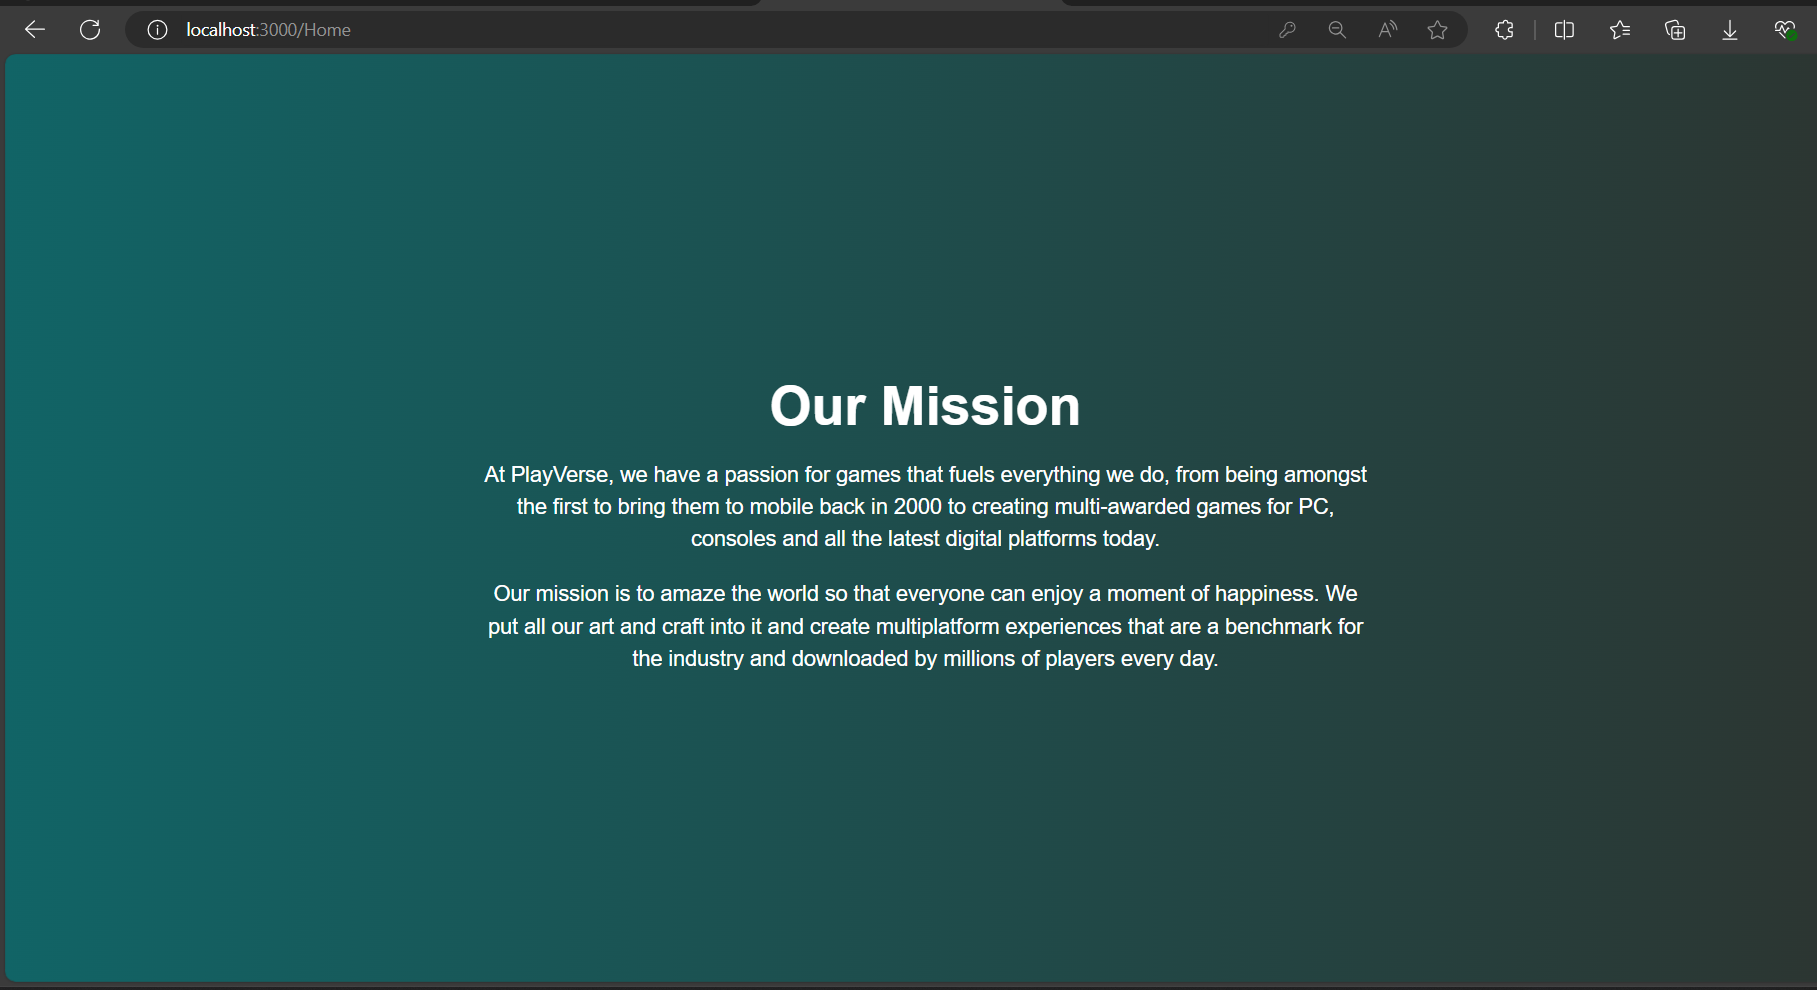 localhost:3000/Home
Our Mission
At PlayVerse, we have a passion for games that fuels everything we do, from being amongst
the first to bring them to mobile back in 2000 to creating multi-awarded games for PC,
consoles and all the latest digital platforms today.
Our mission is to amaze the world so that everyone can enjoy a moment of happiness. We
put all our art and craft into it and create multiplatform experiences that are a benchmark for
the industry and downloaded by millions of players every day.